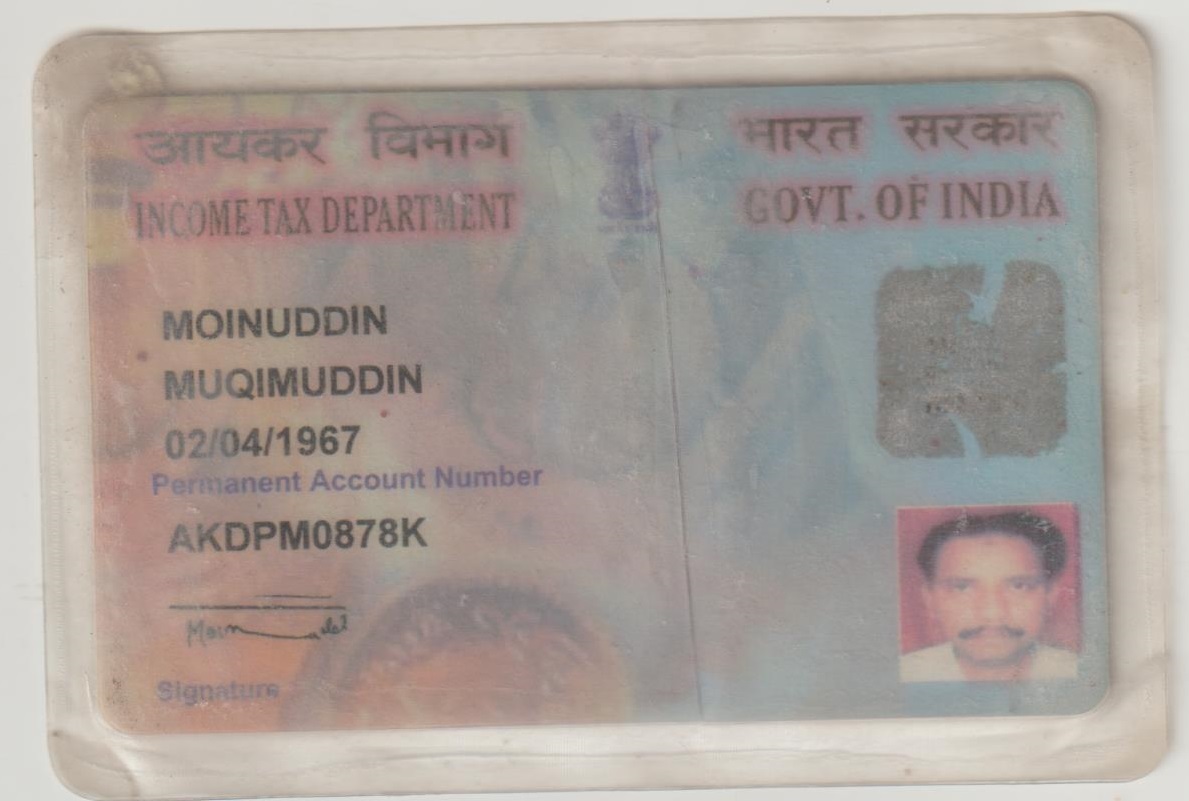 आयकर विभाग
INCOME TAX DEPARTMENT
भारत सरकार
GOVT. OF INDIA
MOINUDDIN
MUQIMUDDIN
02/04/1967
Permanent Account Number
AKDPM0878K
Signature